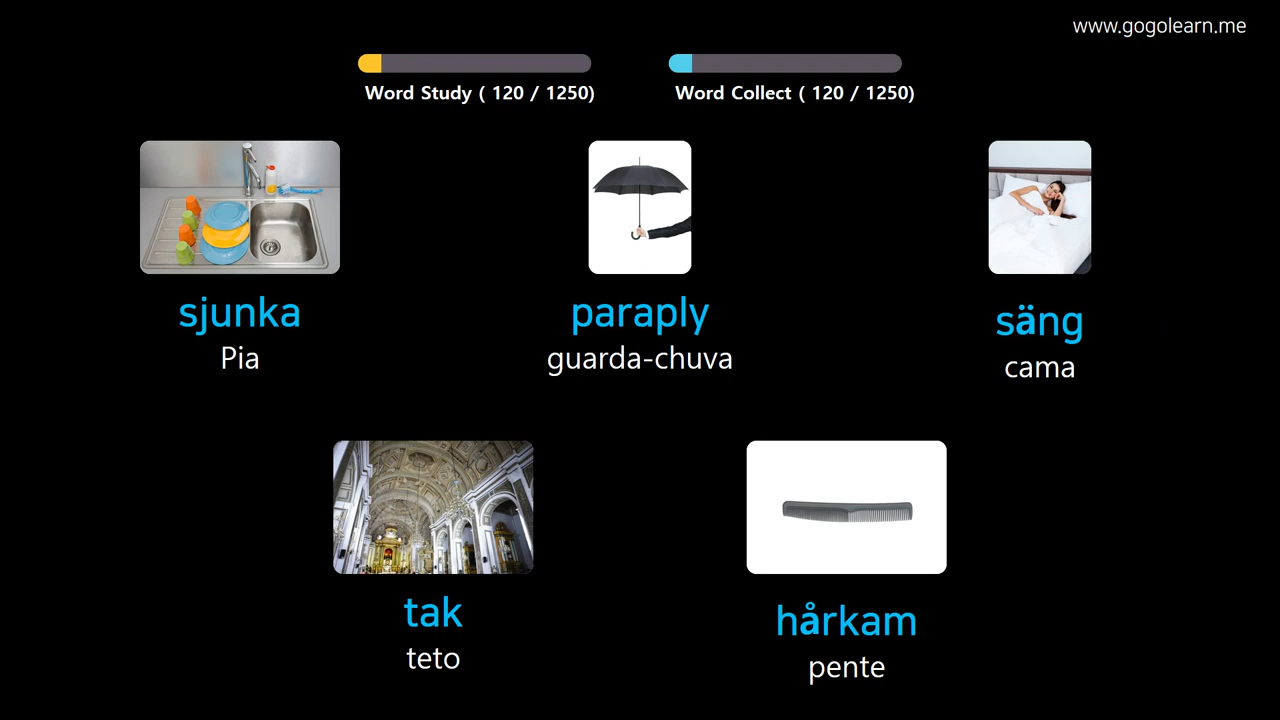 www.gogolearn.me
Word Study ( 120 / 1250)
Word Collect ( 120 / 1250)
sjunka
Pia
paraply
guarda-chuva
säng
cama
tak
teto
hårkam
pente